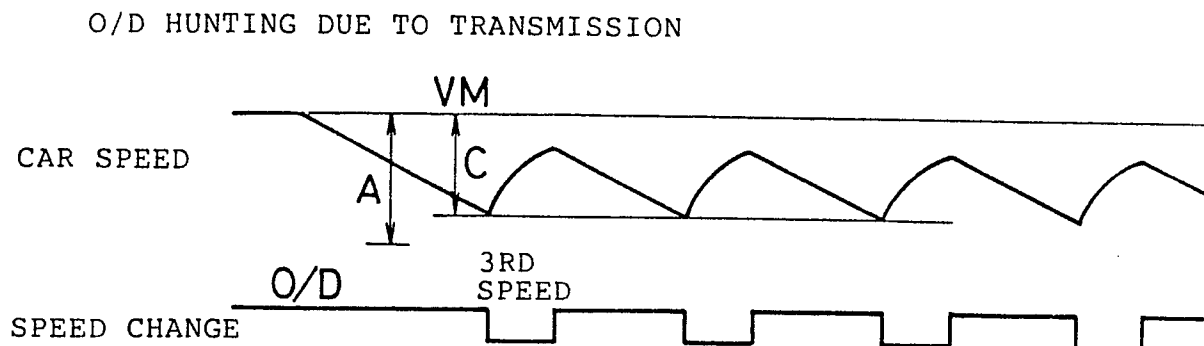 O/D HUNTING DUE TO TRANSMISSION
VM
CAR SPEED
A
C
O/D
3RD
SPEED
SPEED CHANGE